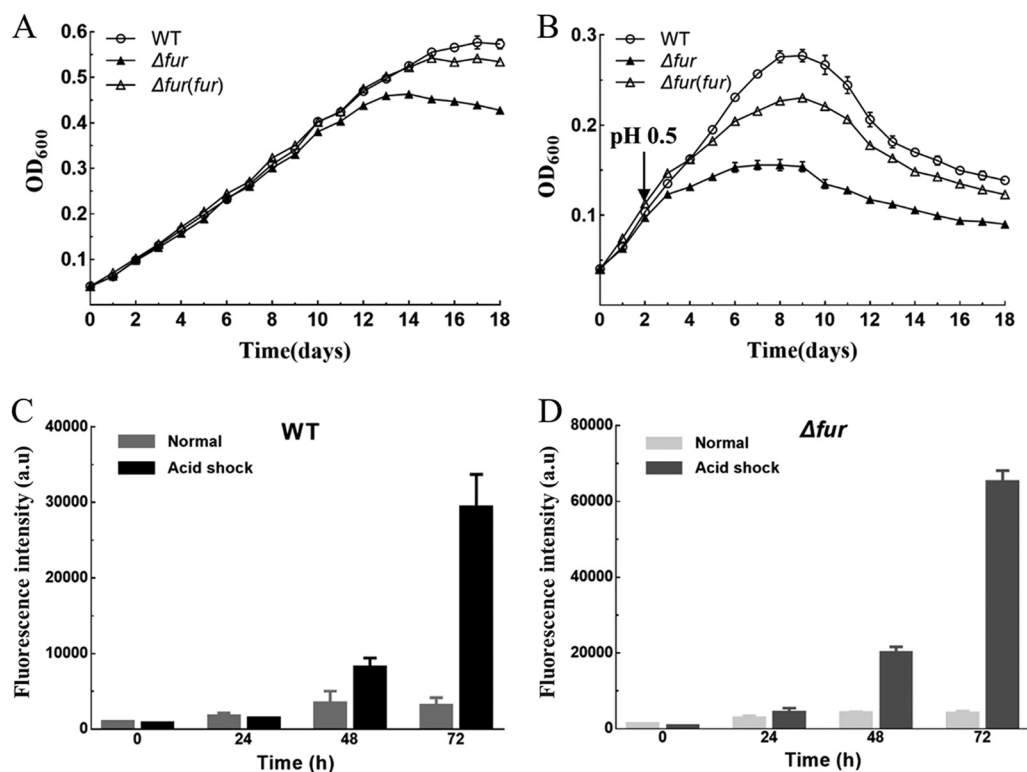 A
WT
Δfur
Δfur(fur)
OD600
0.6
0.5
0.4
0.3
0.2
0.1
0 2 4 6 8 10 12 14 16 18
Time(days)
B
WT
Δfur
Δfur(fur)
pH 0.5
OD600
0.3
0.2
0.1
0 2 4 6 8 10 12 14 16 18
Time(days)
C
WT
Normal
Acid shock
Fluorescence intensity (a.u)
40000
30000
20000
10000
0
0 24 48 72
Time (h)
D
Δfur
Normal
Acid shock
Fluorescence intensity (a.u)
80000
60000
40000
20000
0
0 24 48 72
Time (h)